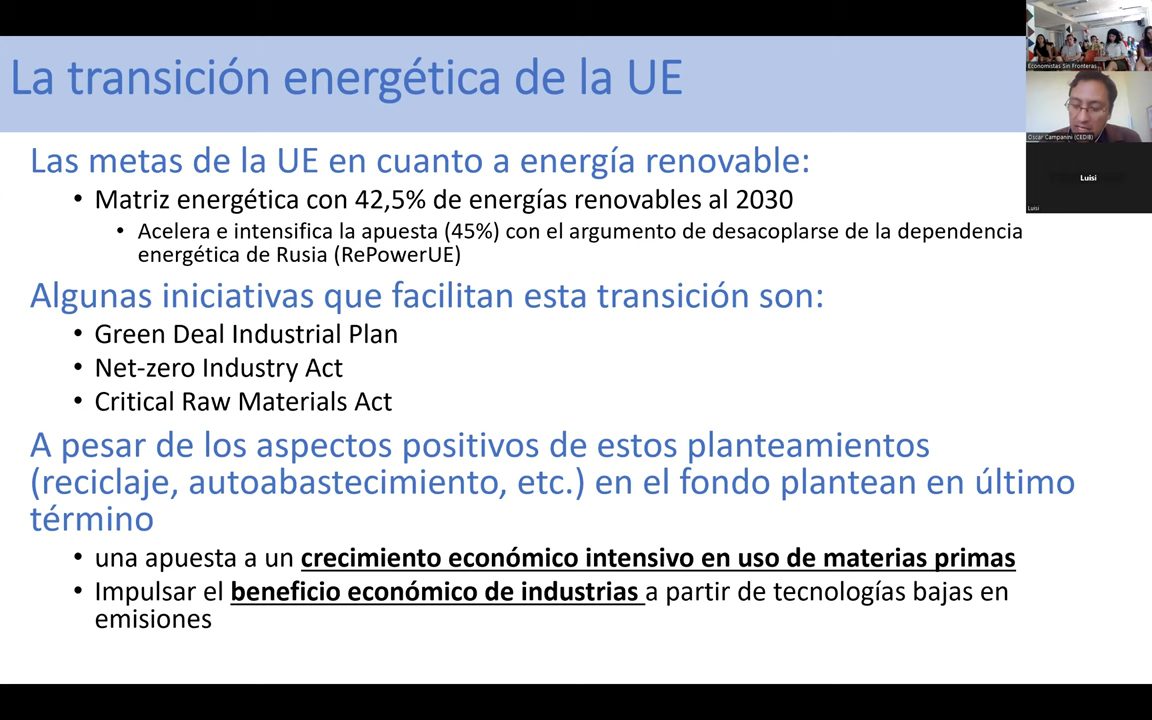 La transición energética de la UE
Las metas de la UE en cuanto a energía renovable:
• Matriz energética con 42,5% de energías renovables al 2030
• Acelera e intensifica la apuesta (45%) con el argumento de desacoplarse de la dependencia
energética de Rusia (RePowerUE)
Algunas iniciativas que facilitan esta transición son:
• Green Deal Industrial Plan
• Net-zero Industry Act
• Critical Raw Materials Act
A pesar de los aspectos positivos de estos planteamientos
(reciclaje, autoabastecimiento, etc.) en el fondo plantean en último
término
• una apuesta a un crecimiento económico intensivo en uso de materias primas
• Impulsar el beneficio económico de industrias a partir de tecnologías bajas en
emisiones
Economistas Sin Fronteras
Oscar Campanini (CEDIB)
Luisi
Luisi